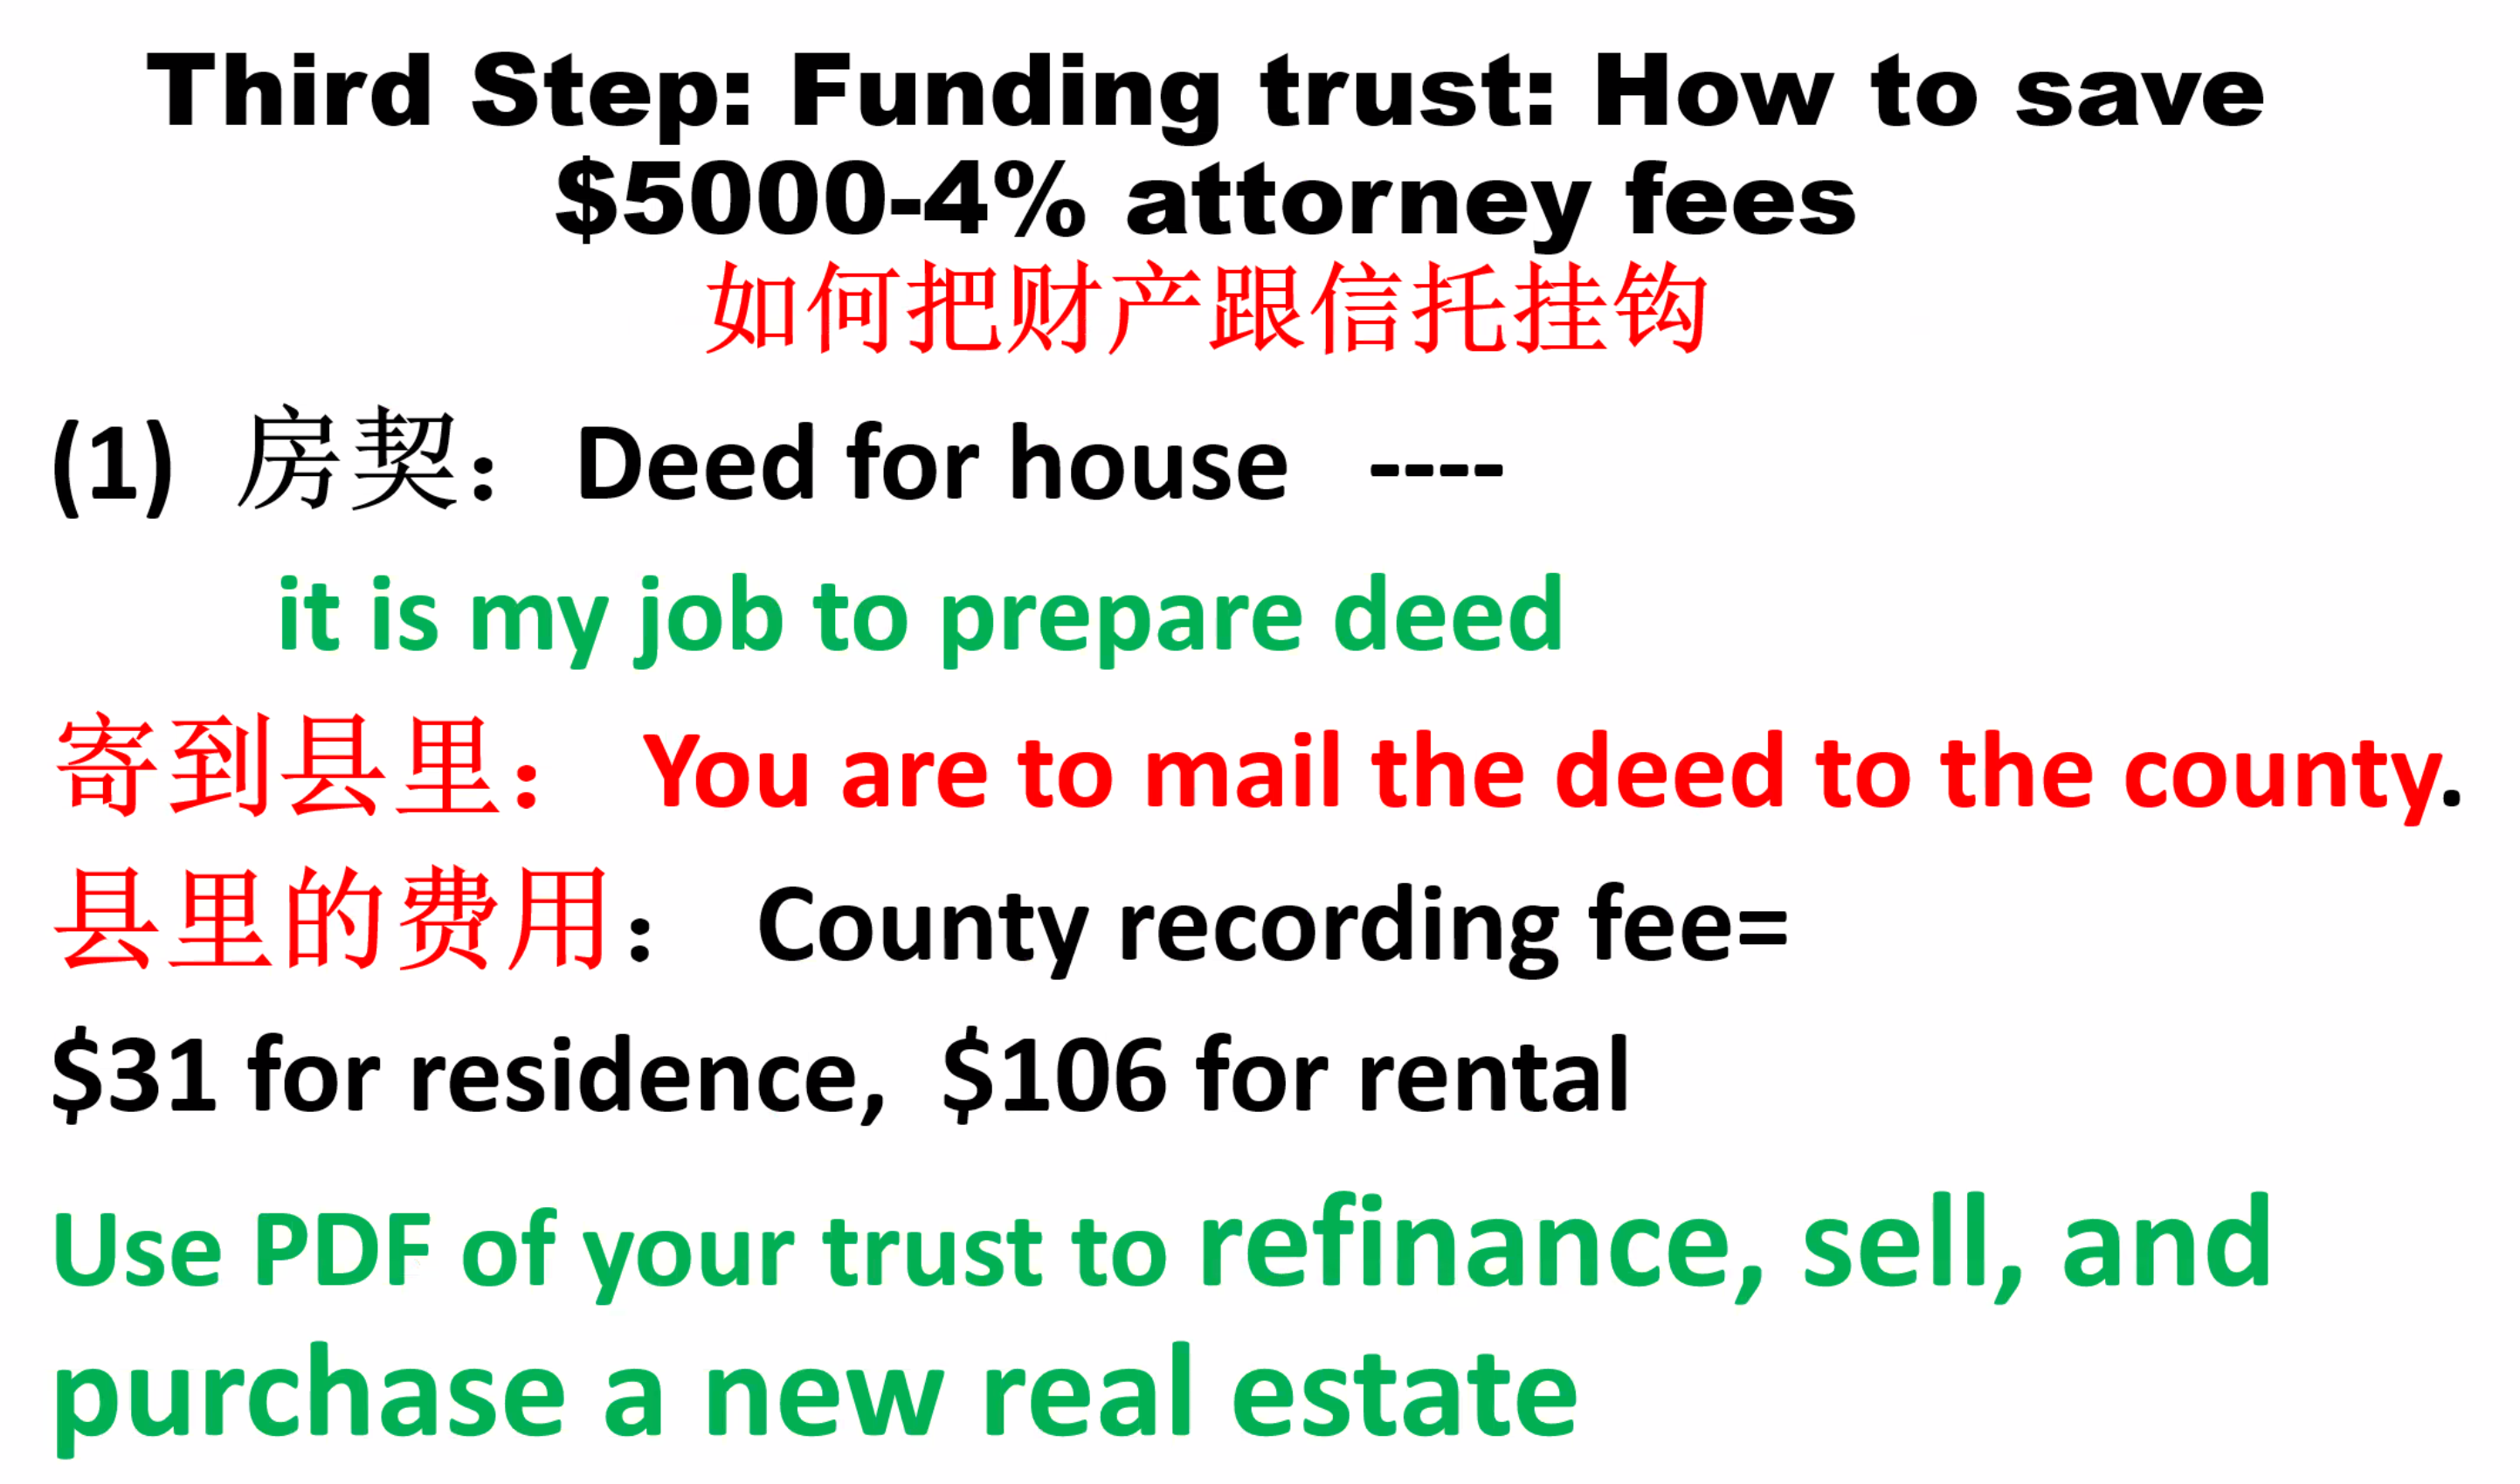 Third Step: Funding trust: How to save
$5000-4% attorney fees
如何把财产跟信托挂钩
(1) 房契： Deed for house ----
it is my job to prepare deed
寄到县里： You are to mail the deed to the county.
县里的费用： County recording fee=
$31 for residence, $106 for rental
Use PDF of your trust to refinance, sell, and
purchase a new real estate